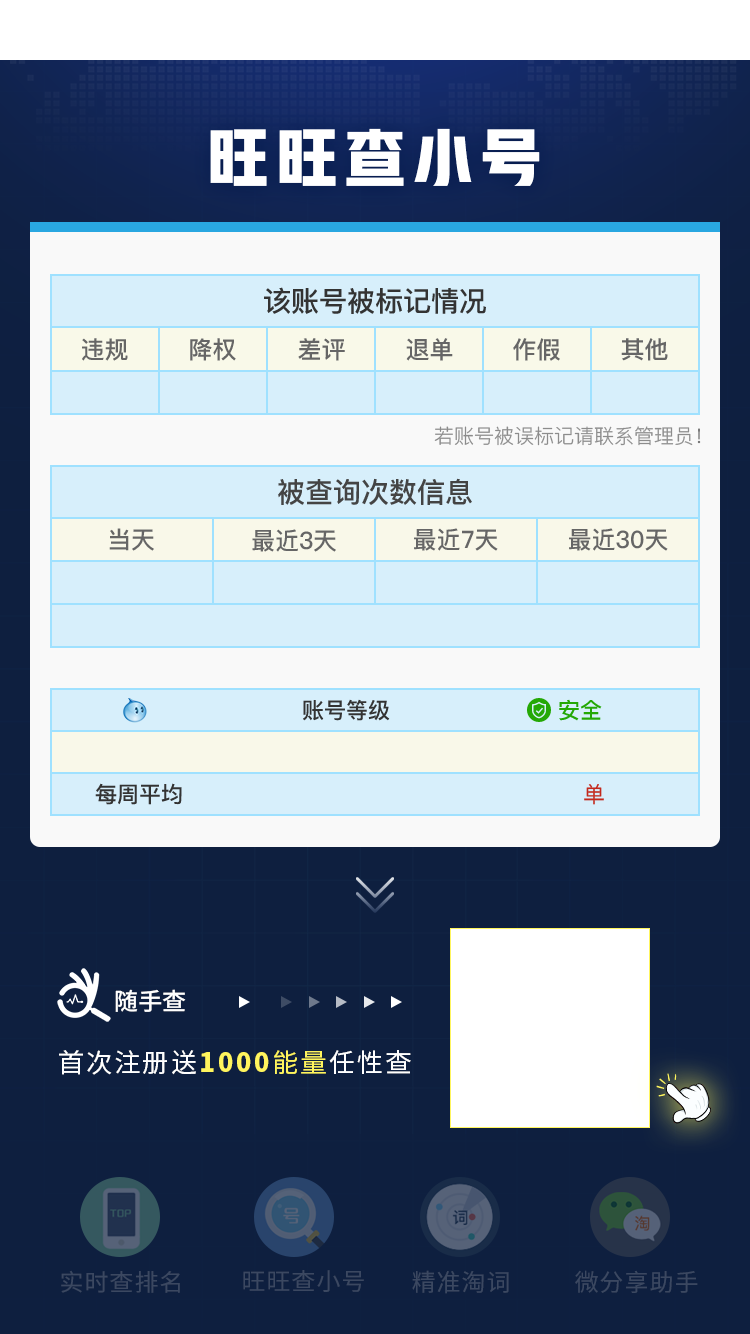 旺旺查小号
该账号被标记情况
违规 降权 差评 退单 作假 其他
若账号被误标记请联系管理员!
被查询次数信息
当天 最近3天 最近7天 最近30天
账号等级 安全
每周平均 单
随手查
首次注册送1000能量任性查
TOP 号 词 淘
实时查排名 旺旺查小号 精准淘词 微分享助手